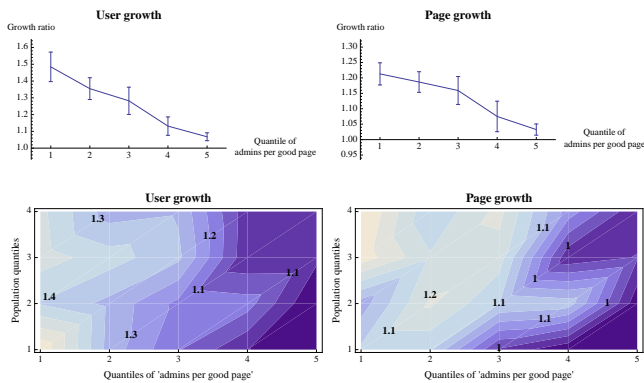 User growth
Growth ratio
1.6
1.5
1.4
1.3
1.2
1.1
1.0
1 2 3 4 5
Quantile of
admins per good page
Page growth
Growth ratio
1.30
1.25
1.20
1.15
1.10
1.05
1.00
0.95
1 2 3 4 5
Quantile of
admins per good page
User growth
Population quantiles
4
3
2
1
1.3
1.2
1.1
1.4
1.1
1.3
1 2 3 4 5
Quantiles of 'admins per good page'
Page growth
Population quantiles
4
3
2
1
1.1
1
1
1.2
1.1
1
1.1
1.1
1
1 2 3 4 5
Quantiles of 'admins per good page'